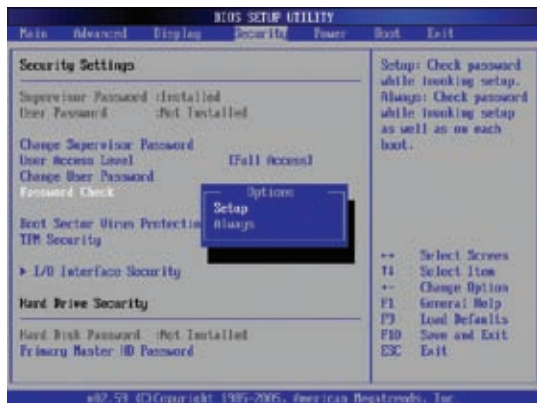 BIOS SETUP UTILITY
Main Advanced Display Security Power Boot Exit
Security Settings
Supervisor Password :Installed
User Password :Not Installed
Change Supervisor Password
User Access Level [Full Access]
Change User Password
Password Check
Boot Sector Virus Protectio
TPM Security
I/O Interface Security
Hard Drive Security
Hard Disk Password :Not Installed
Primary Master HD Password
Options
Setup
Always
Setup: Check password
while invoking setup.
Always: Check password
while invoking setup
as well as on each
boot.
↔ Select Screen
↑↓ Select Item
+- Change Option
F1 General Help
F9 Load Defaults
F10 Save and Exit
ESC Exit
v02.59 (C)Copyright 1985-2005, American Megatrends, Inc